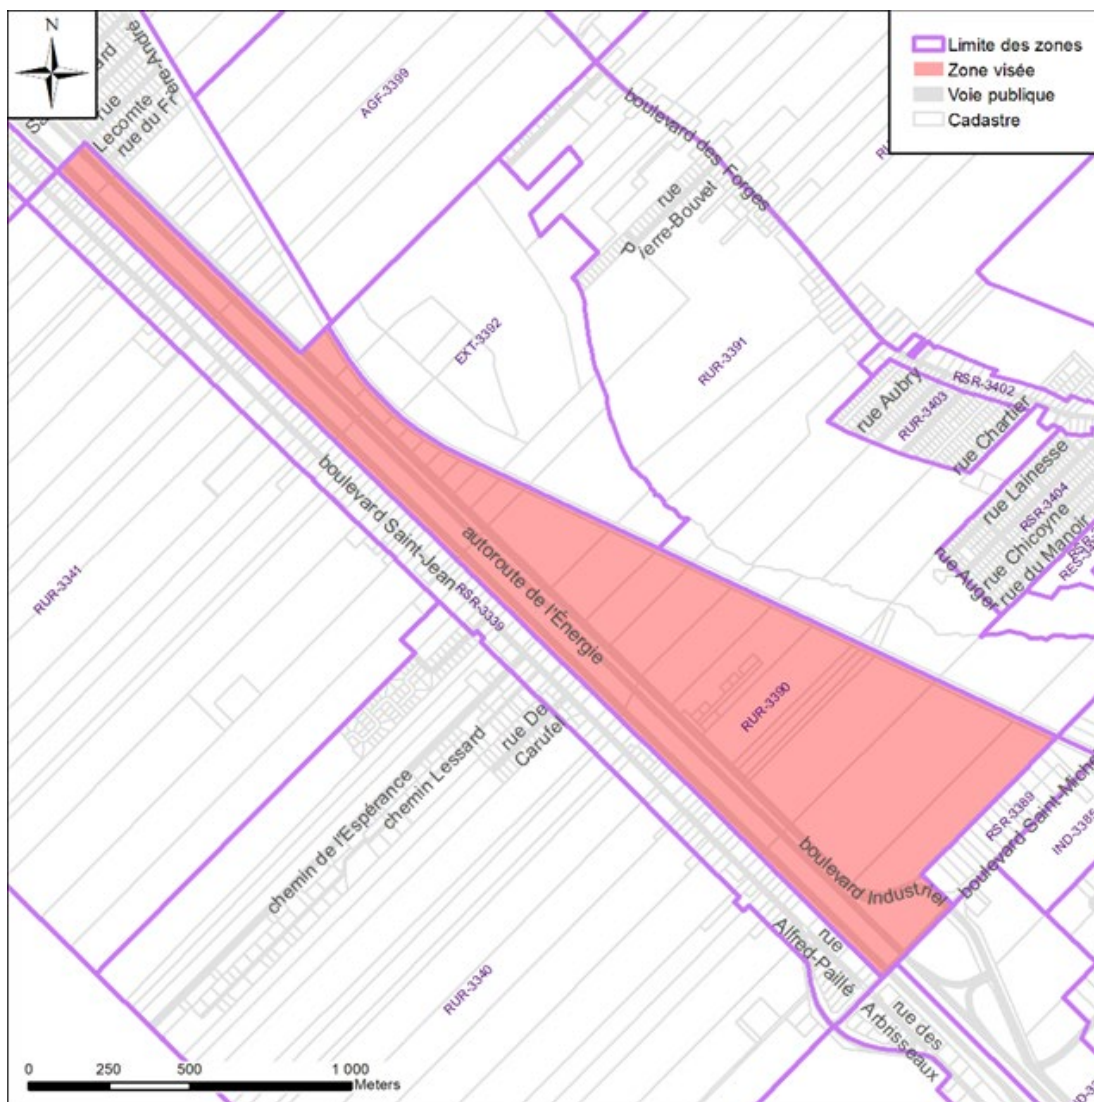 N
Limite des zones
Zone visée
Voie publique
Cadastre
rue
Lecomte
rue du
AGF-3399
boulevard des Forges
rue
Pierre-Bouvet
EXT-3392
RUR-3391
RSR-3402
rue Aubry
RUR-3403
rue Chartier
rue Lainesse
RSR-3404
rue Chicoyne
rue du Manoir
rue Auger
RUR-3341
boulevard Saint-Jean
RSR-3339
autoroute de l'Énergie
RUR-3390
rue De
Carufel
chemin Lessard
chemin de l'Espérance
RSR-3389
boulevard Industriel
rue
Alfred-Paillé
rue des
Arbrisseaux
RUR-3340
0 250 500 1 000
Meters